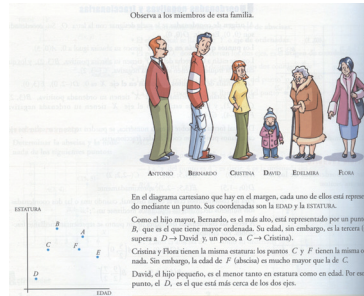 Observa a los miembros de esta familia.
ANTONIO BERNARDO CRISTINA DAVID EDELMIRA FLORA
En el diagrama cartesiano que hay en el margen, cada uno de ellos está repres
do mediante un punto. Sus coordenadas son la EDAD y la ESTATURA.
Como el hijo mayor, Bernardo, es el más alto, está representado por un punt
B, que es el que tiene mayor ordenada. Su edad, sin embargo, es la tercera
supera a D → David y, un poco, a C → Cristina).
Cristina y Flora tienen la misma estatura: los puntos C y F tienen la misma o
nada. Sin embargo, la edad de F (abscisa) es mucho mayor que la de C.
David, el hijo pequeño, es el menor tanto en estatura como en edad. Por es
punto, el D, es el que está más cerca de los dos ejes.
ESTATURA
B
A
C
F
E
D
EDAD